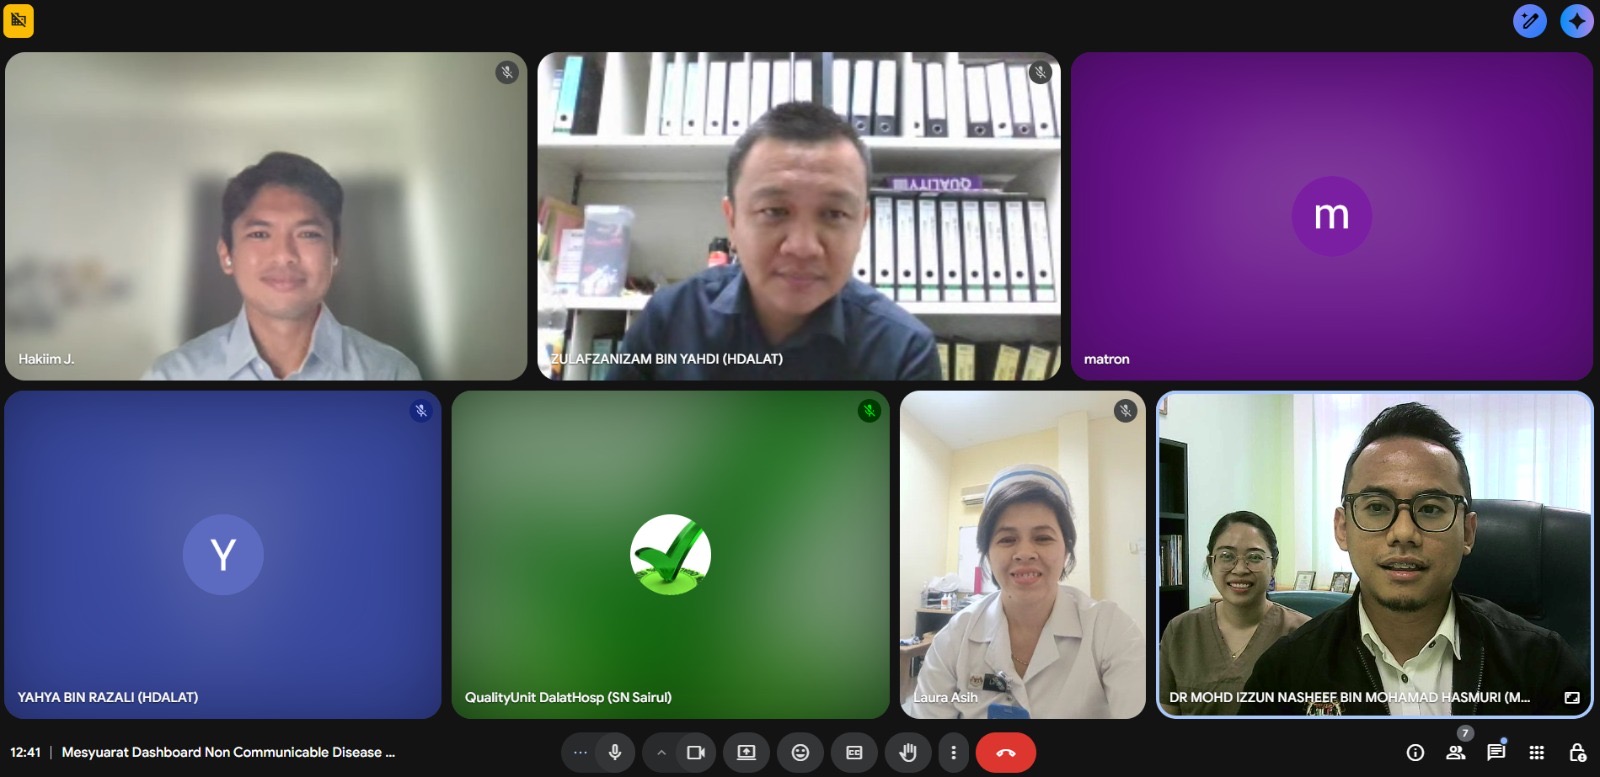 QUALITY
Hakiim J.
ZULAFZANIZAM BIN YAHDI (HDALAT)
m
matron
Y
YAHYA BIN RAZALI (HDALAT)
QualityUnit DalatHosp (SN Sairul)
Laura Asih
DR MOHD IZZUN NASHEEF BIN MOHAMAD HASMURI (M...
7
12:41 | Mesyuarat Dashboard Non Communicable Disease ...